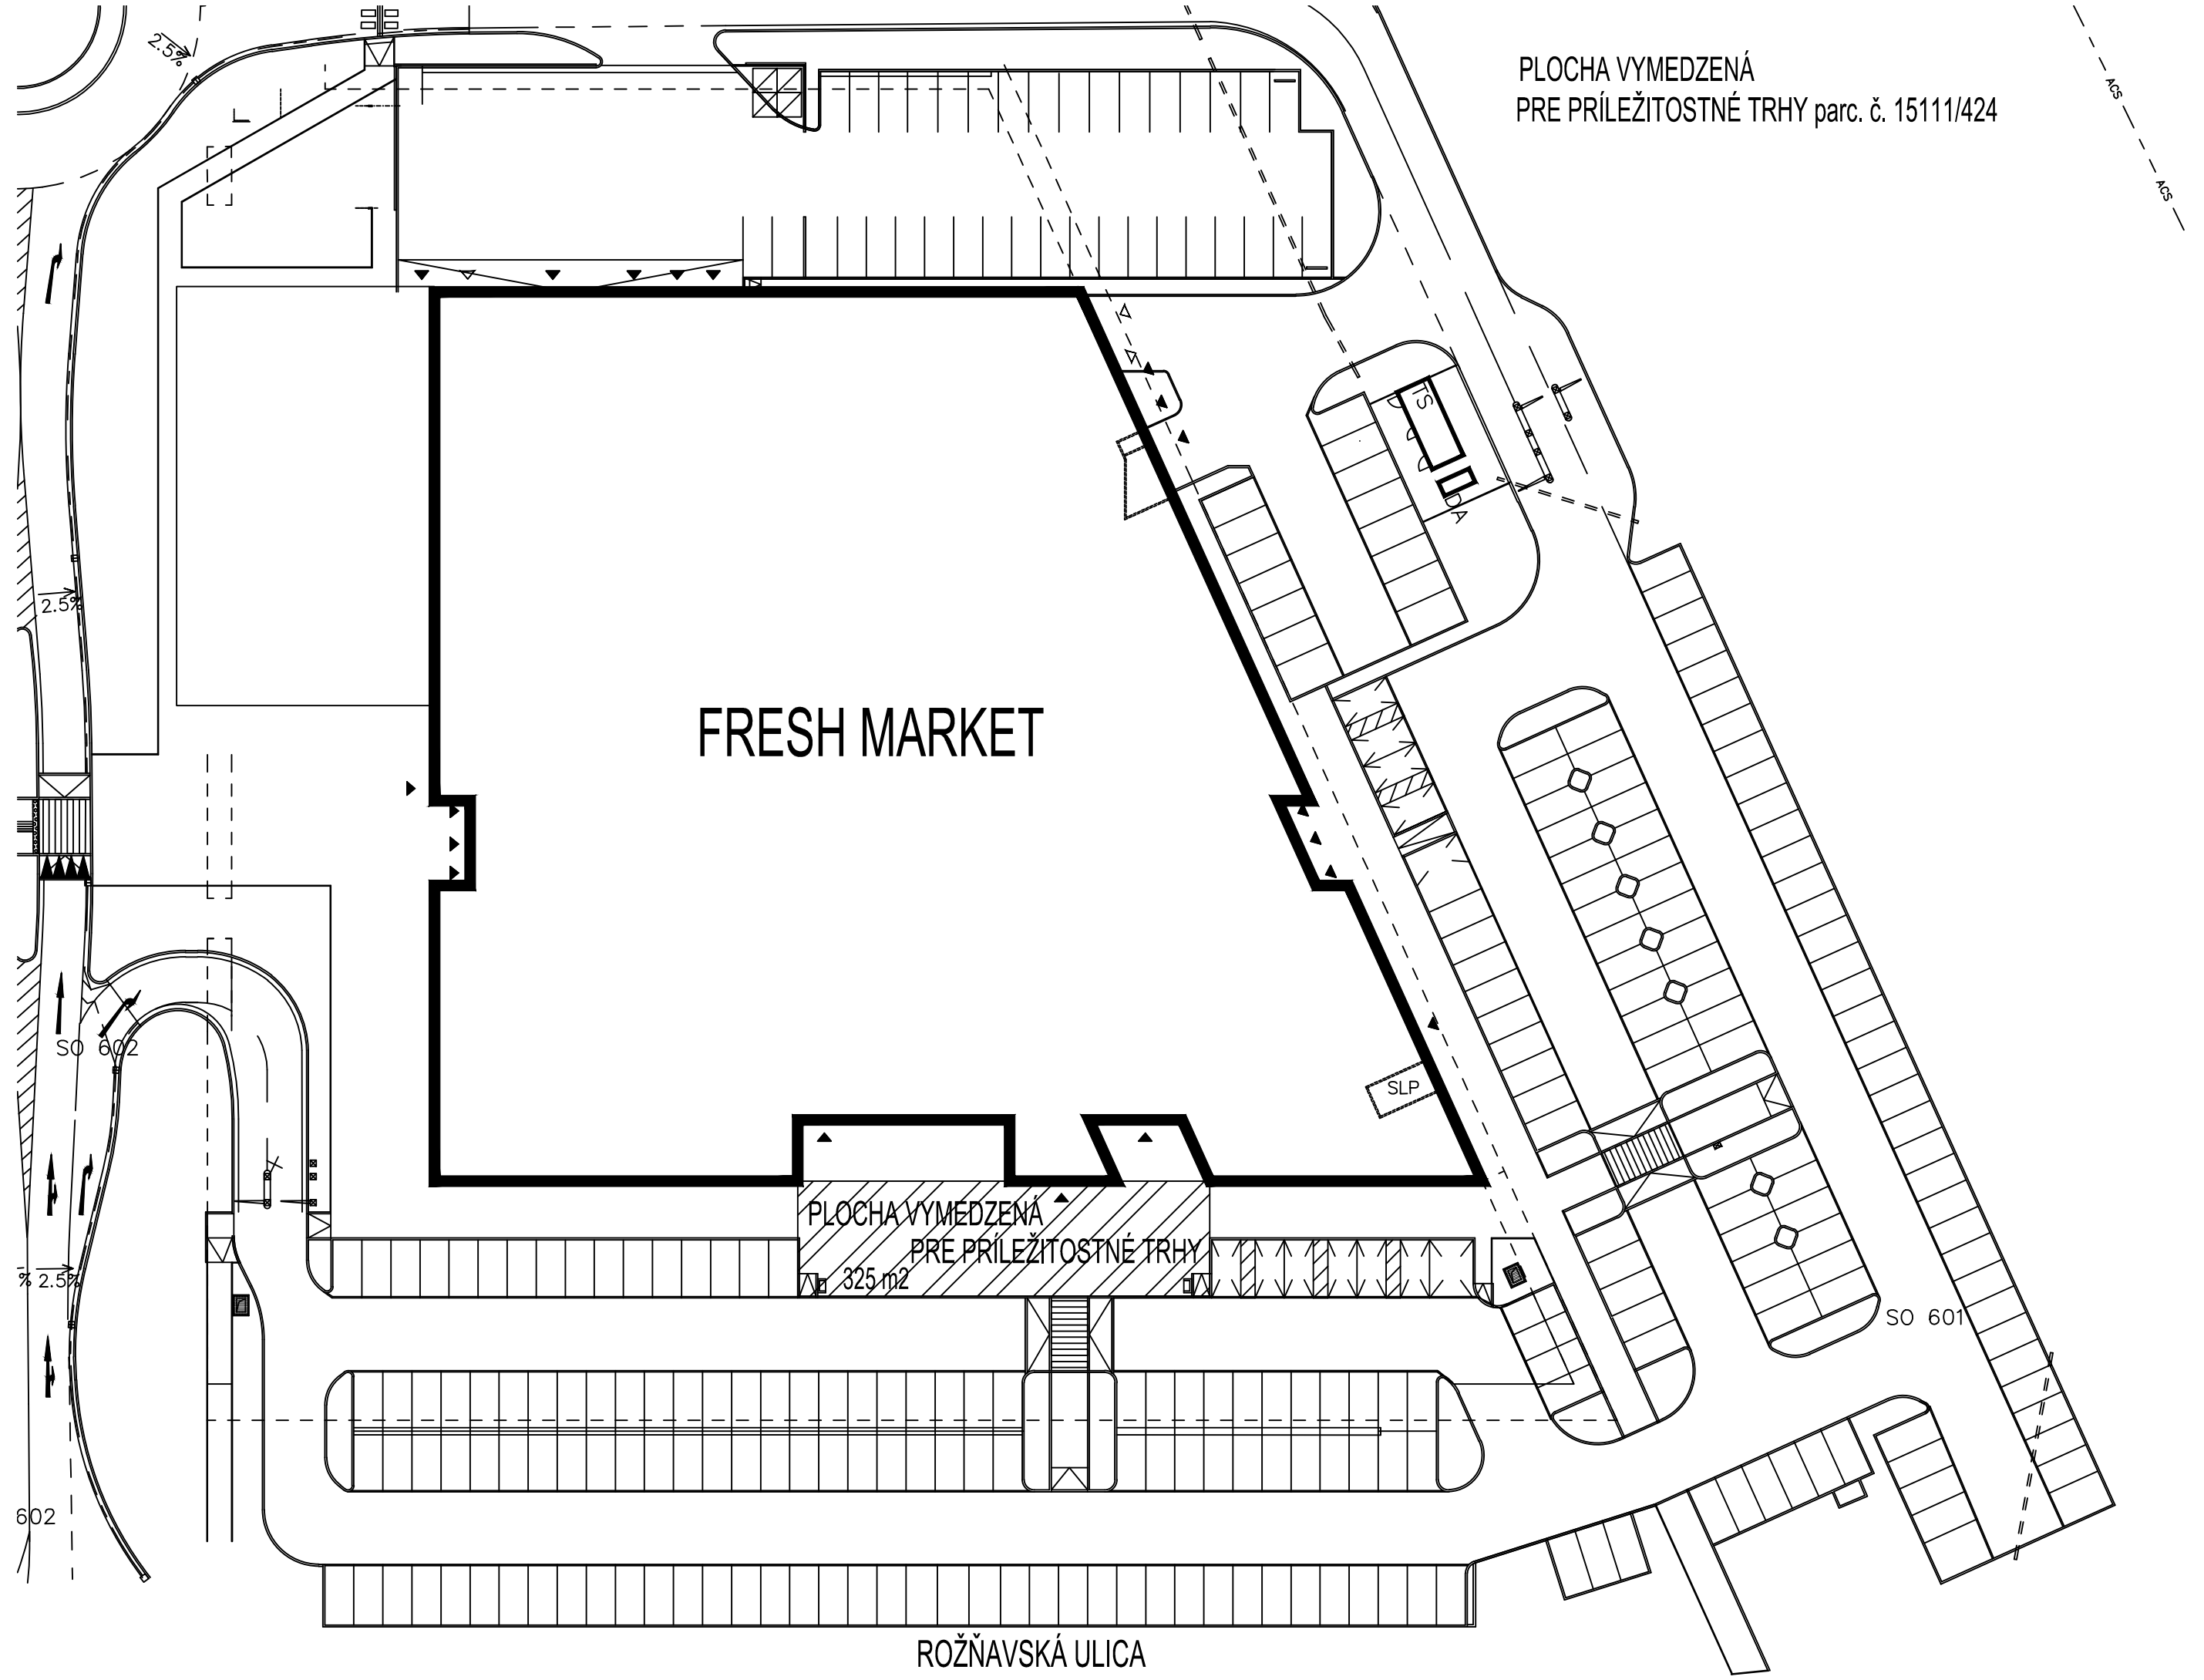 2.5%
PLOCHA VYMEDZENÁ
PRE PRÍLEŽITOSTNÉ TRHY parc. č. 15111/424
ACS
ACS
TS
DA
2.5%
FRESH MARKET
SO 602
SLP
PLOCHA VYMEDZENÁ
PRE PRÍLEŽITOSTNÉ TRHY
325 m2
% 2.5%
SO 601
602
ROŽŇAVSKÁ ULICA